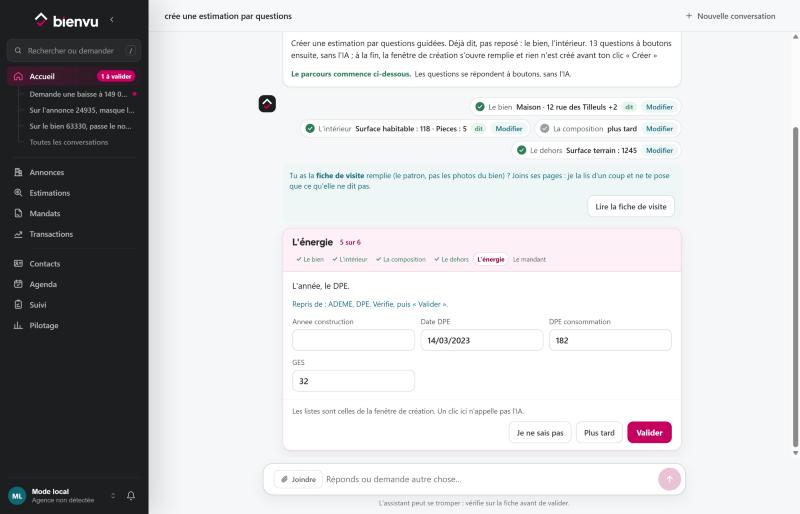 bienvu
Rechercher ou demander /
Accueil 1 à valider
Demande une baisse à 149 0...
Sur l'annonce 24935, masque l...
Sur le bien 63330, passe le no...
Toutes les conversations
Annonces
Estimations
Mandats
Transactions
Contacts
Agenda
Suivi
Pilotage
ML Mode local
Agence non détectée
crée une estimation par questions
Nouvelle conversation
Créer une estimation par questions guidées. Déjà dit, pas reposé : le bien, l'intérieur. 13 questions à boutons
ensuite, sans l'IA ; à la fin, la fenêtre de création s'ouvre remplie et rien n'est créé avant ton clic « Créer »
Le parcours commence ci-dessous. Les questions se répondent à boutons, sans l'IA.
Le bien Maison · 12 rue des Tilleuls +2 dit Modifier
L'intérieur Surface habitable : 118 · Pieces : 5 dit Modifier
La composition plus tard Modifier
Le dehors Surface terrain : 1245 Modifier
Tu as la fiche de visite remplie (le patron, pas les photos du bien) ? Joins ses pages : je la lis d'un coup et ne te pose
que ce qu'elle ne dit pas.
Lire la fiche de visite
L'énergie 5 sur 6
Le bien L'intérieur La composition Le dehors L'énergie Le mandant
L'année, le DPE.
Repris de : ADEME, DPE. Vérifie, puis « Valider ».
Annee construction Date DPE DPE consommation
14/03/2023 182
GES
32
Les listes sont celles de la fenêtre de création. Un clic ici n'appelle pas l'IA.
Je ne sais pas Plus tard Valider
Joindre Réponds ou demande autre chose...
L'assistant peut se tromper : vérifie sur la fiche avant de valider.